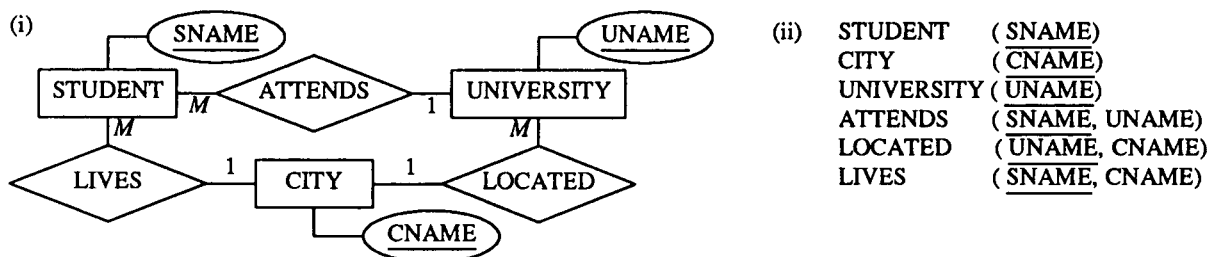 (i) SNAME UNAME
STUDENT M ATTENDS 1 UNIVERSITY
M M
LIVES 1 CITY 1 LOCATED
CNAME
(ii) STUDENT ( SNAME)
CITY ( CNAME)
UNIVERSITY ( UNAME)
ATTENDS ( SNAME, UNAME)
LOCATED ( UNAME, CNAME)
LIVES ( SNAME, CNAME)